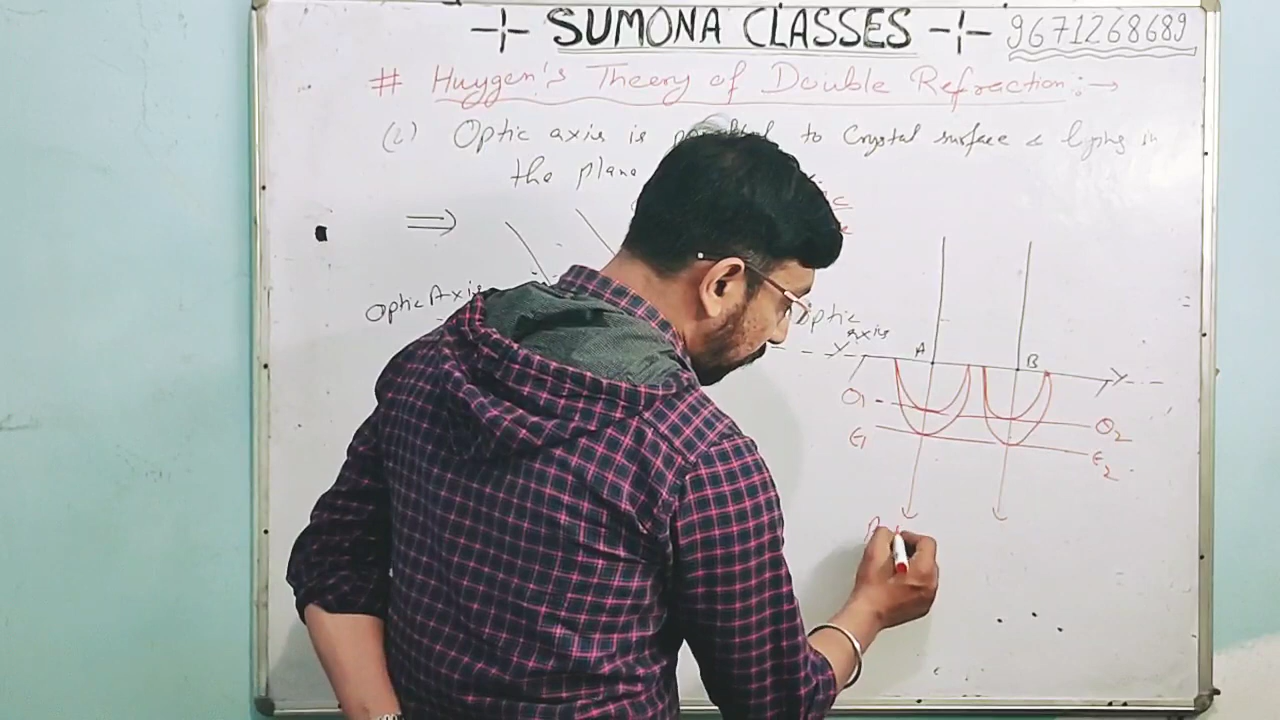 -|- SUMONA CLASSES -|- 9671268689
# Huygen's Theory of Double Refraction :→
Optic axis is to Crystal surface & lying in
the plane
⇒
Optic Axis
optic
axis
A B
O1 O2
E1 E2